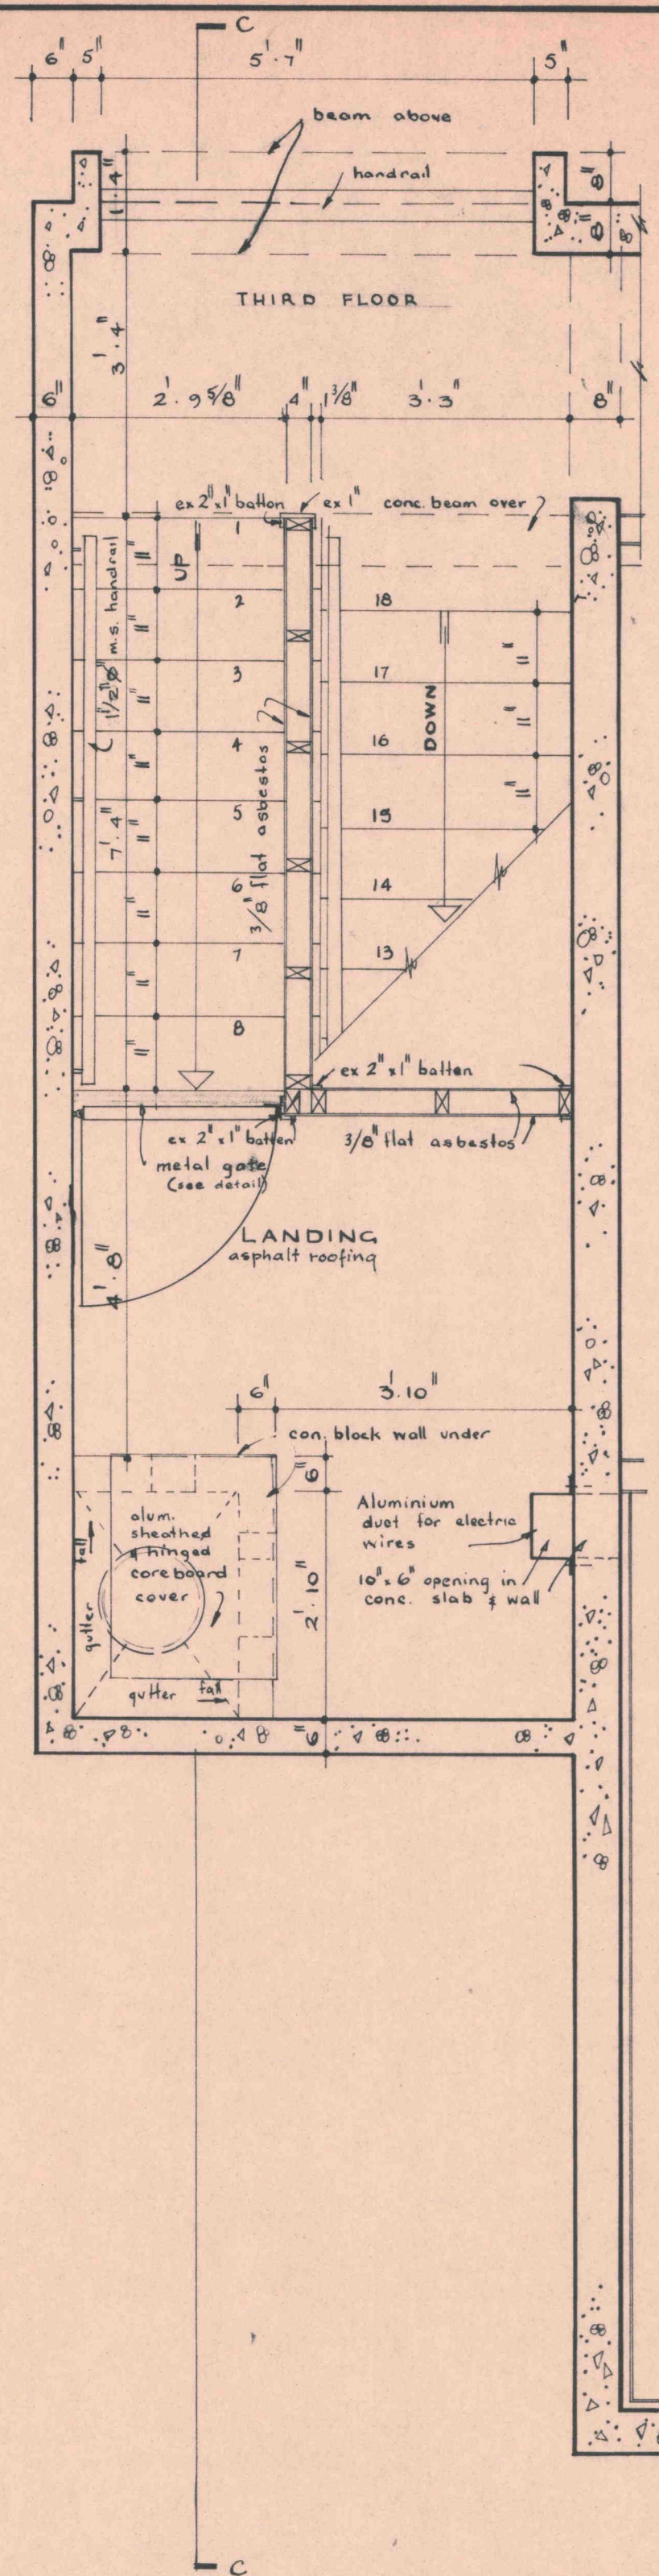 C
6" 5" 5'.7" 5"
beam above
handrail
1'.4"
8"
8"
THIRD FLOOR
3'.4"
6" 2'.9 5/8" 4" 1 3/8" 3'.3" 8"
ex 2"x1" batton
ex 1" conc. beam over
UP
1
2
3
4
5
6
7
8
1 1/2"ø m.s. handrail
7'.4"
3/8" flat asbestos
18
17
16
15
14
13
DOWN
ex 2"x1" batten
ex 2"x1" batten
3/8" flat asbestos
metal gate
(see detail)
LANDING
asphalt roofing
4'.8"
6" 3'.10"
con. block wall under
6"
alum.
sheathed
& hinged
coreboard
cover
fall
gutter
gutter fall
2'.10"
Aluminium
duct for electric
wires
10"x6" opening in
conc. slab & wall
6"
C